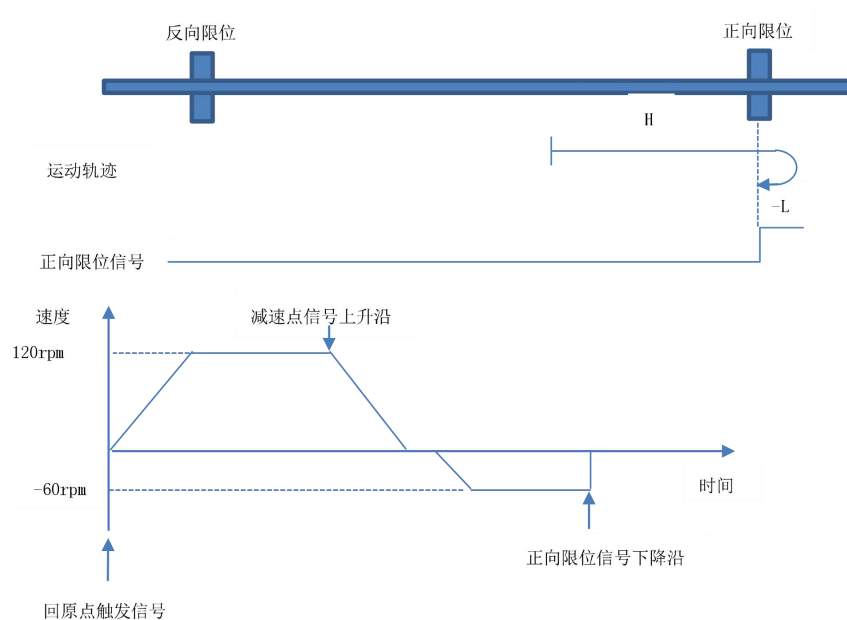 反向限位
正向限位
H
运动轨迹
-L
正向限位信号
速度
减速点信号上升沿
120rpm
-60rpm
时间
正向限位信号下降沿
回原点触发信号